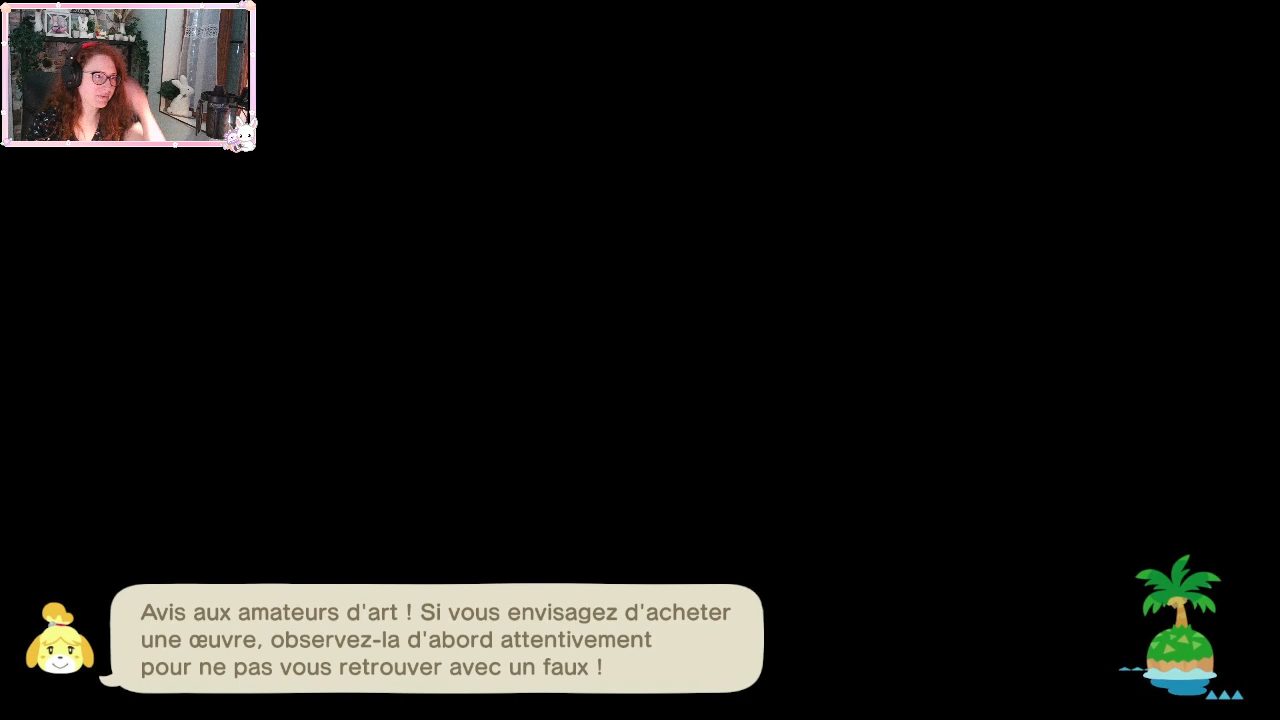 Avis aux amateurs d'art ! Si vous envisagez d'acheter
une œuvre, observez-la d'abord attentivement
pour ne pas vous retrouver avec un faux !